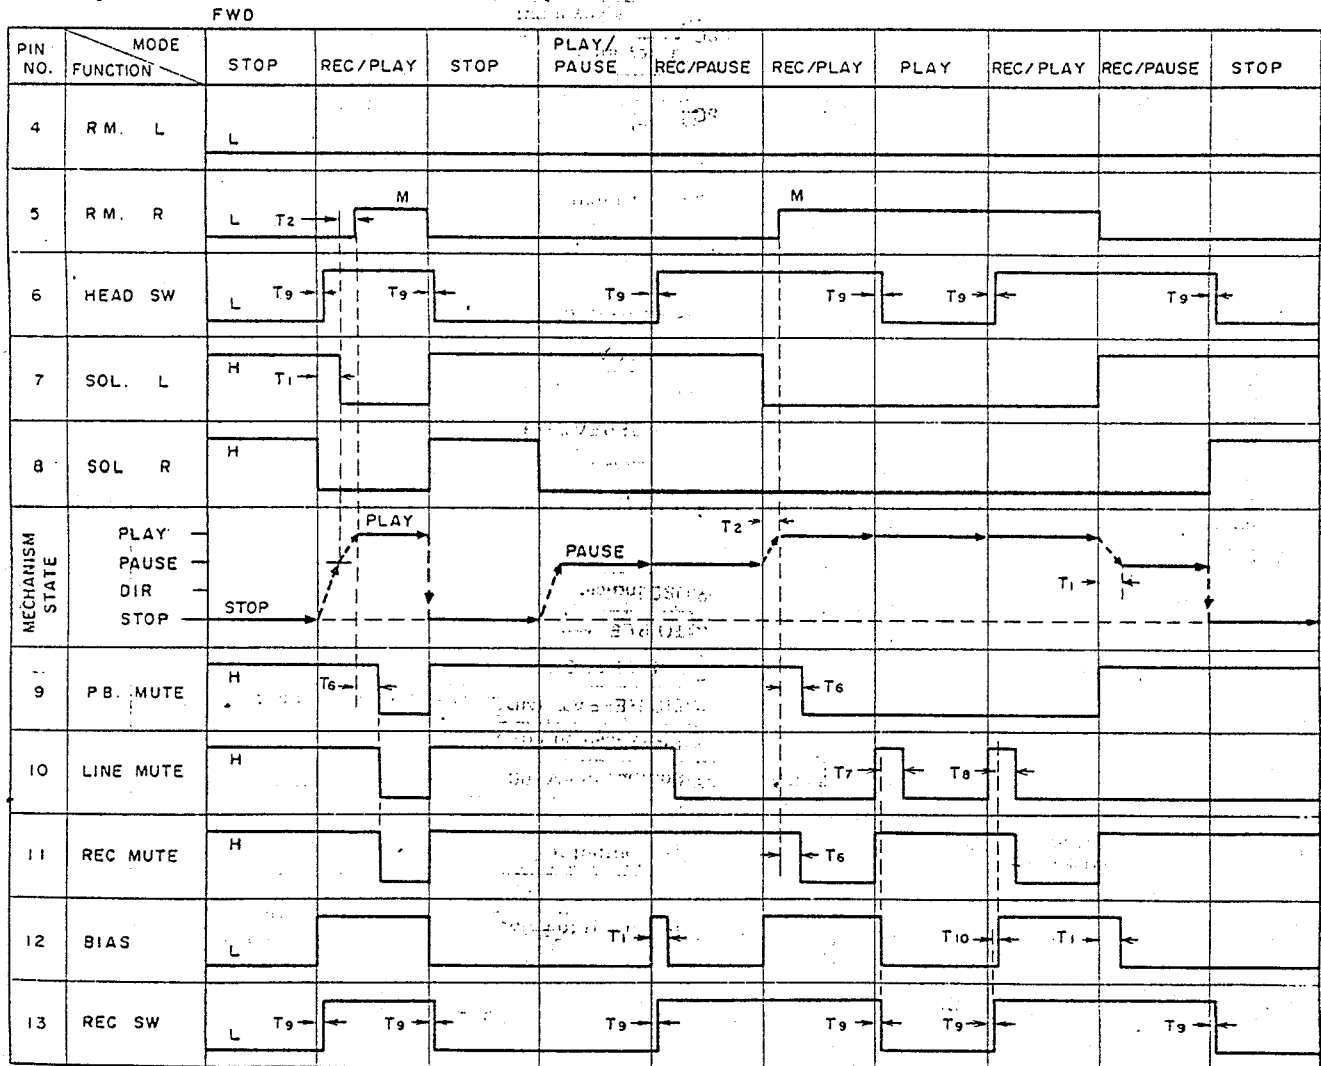 FWD
PIN NO. MODE FUNCTION STOP REC/PLAY STOP PLAY/ PAUSE REC/PAUSE REC/PLAY PLAY REC/PLAY REC/PAUSE STOP
4 RM. L L
5 RM. R L T2 M M
6 HEAD SW L T9 T9 T9 T9 T9 T9
7 SOL. L H T1
8 SOL R H
MECHANISM STATE
PLAY PLAY T2
PAUSE PAUSE
DIR T1
STOP STOP
9 PB. MUTE H T6 T6
10 LINE MUTE H T7 T8
11 REC MUTE H T6
12 BIAS L T1 T10 T1
13 REC SW L T9 T9 T9 T9 T9 T9